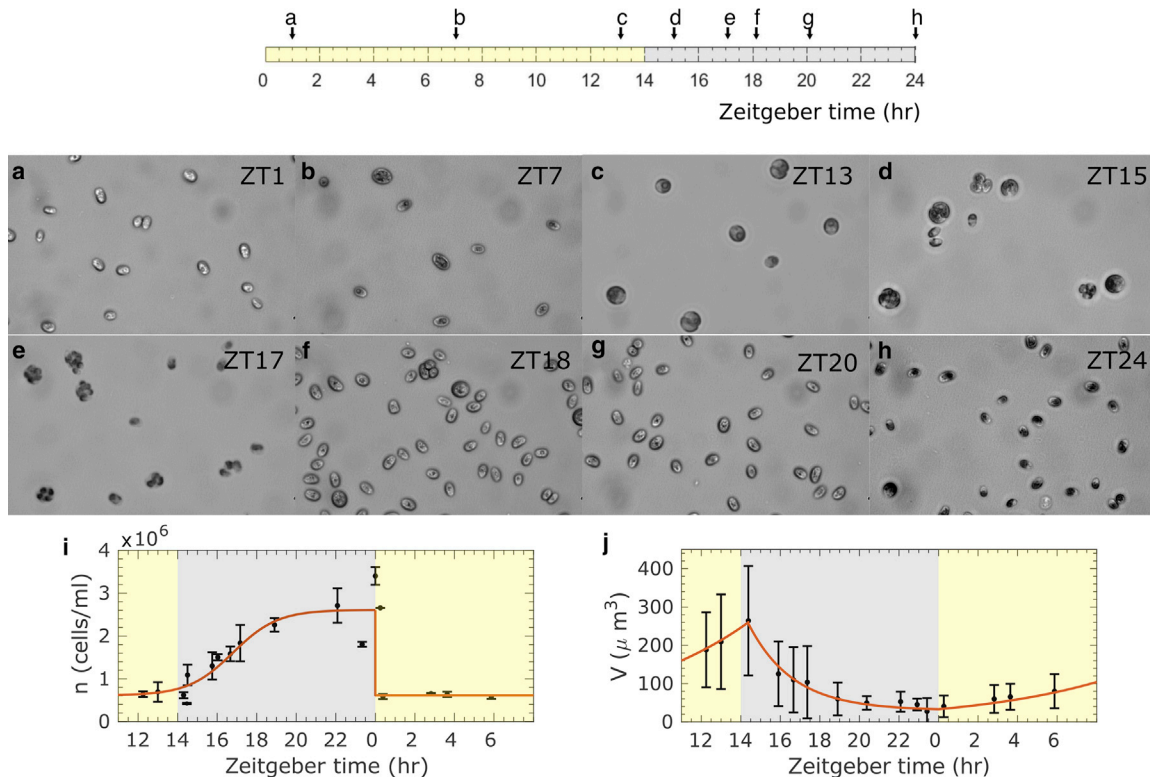 a b c d e f g h
0 2 4 6 8 10 12 14 16 18 20 22 24
Zeitgeber time (hr)
a ZT1 b ZT7 c ZT13 d ZT15
e ZT17 f ZT18 g ZT20 h ZT24
i
x10⁶
4
3
2
1
0
n (cells/ml)
12 14 16 18 20 22 0 2 4 6
Zeitgeber time (hr)
j
400
300
200
100
0
V (μ m³)
12 14 16 18 20 22 0 2 4 6
Zeitgeber time (hr)